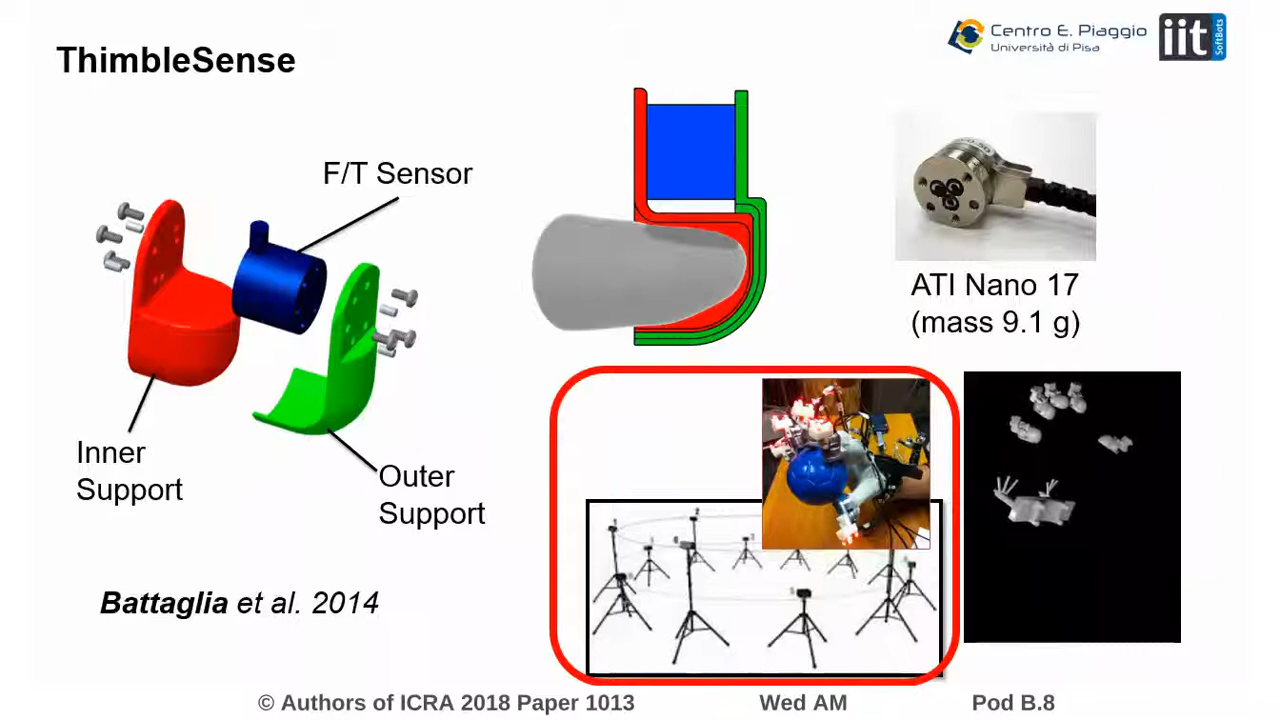 ThimbleSense
Centro E. Piaggio
Università di Pisa
iit
SoftBots
F/T Sensor
Inner
Support
Outer
Support
ATI Nano 17
(mass 9.1 g)
Battaglia et al. 2014
© Authors of ICRA 2018 Paper 1013
Wed AM
Pod B.8